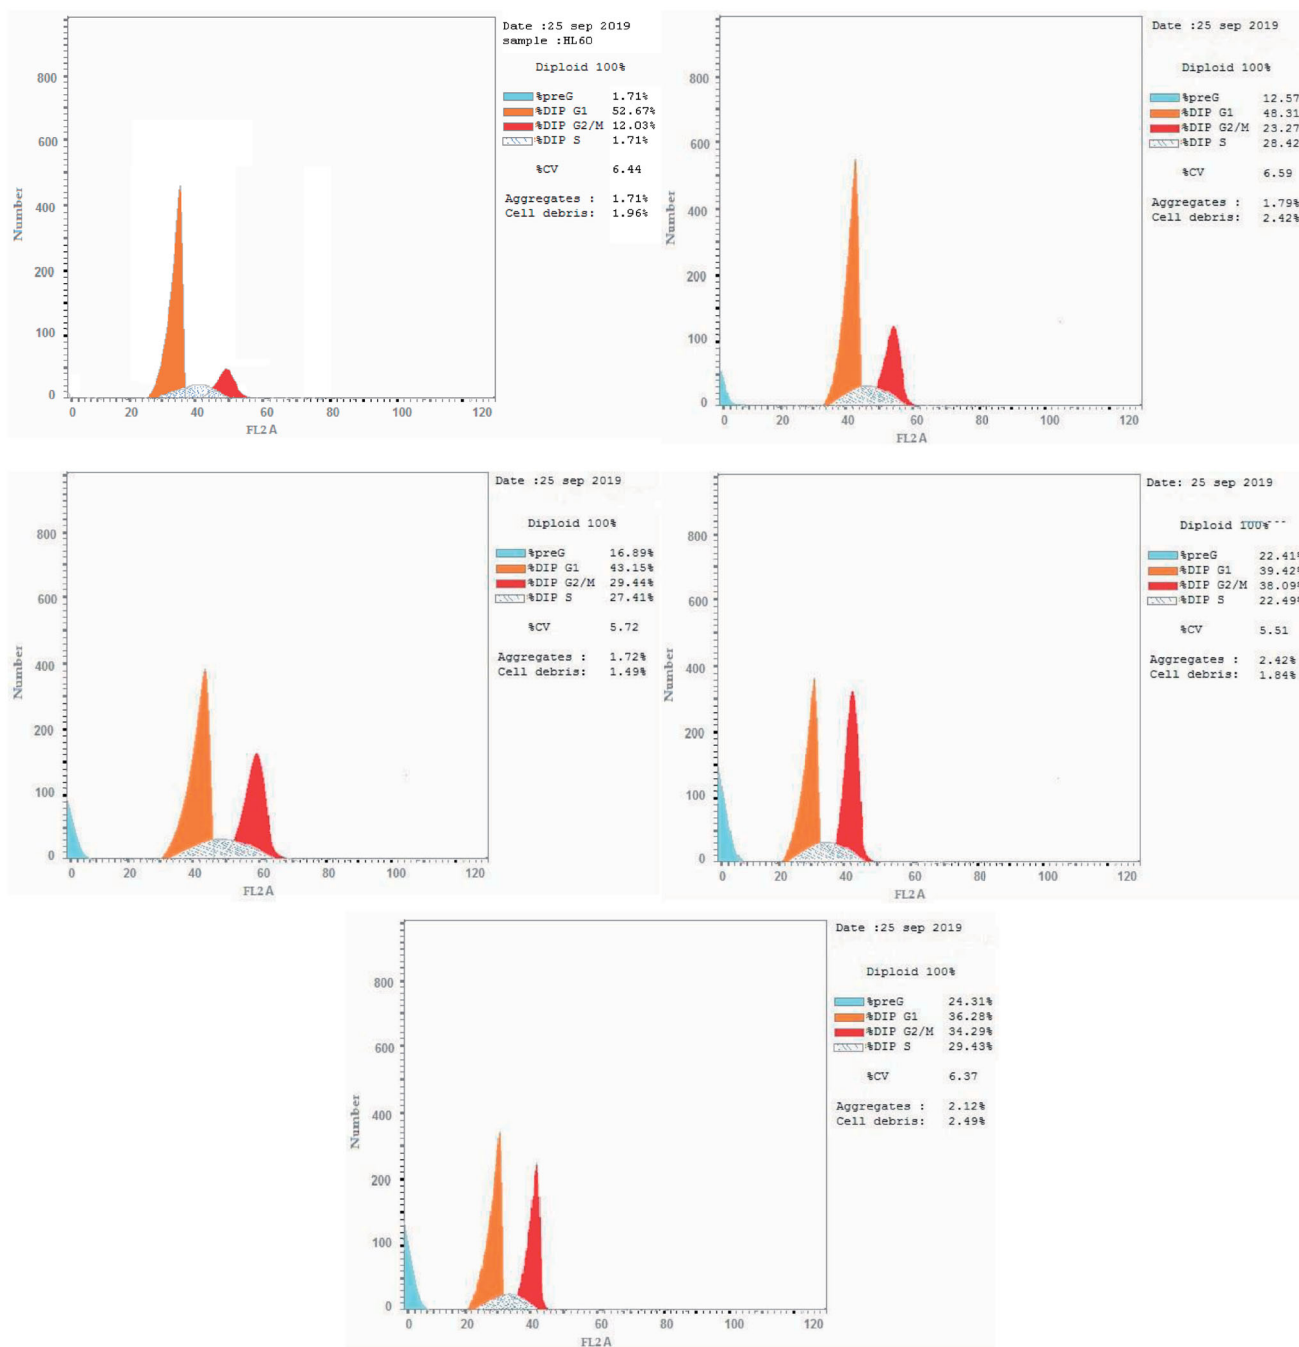 Date :25 sep 2019
sample :HL60
Diploid 100%
%preG 1.71%
%DIP G1 52.67%
%DIP G2/M 12.03%
%DIP S 1.71%
%CV 6.44
Aggregates : 1.71%
Cell debris: 1.96%
Number
800
600
400
200
100
0
0 20 40 60 80 100 120
FL2A
Date :25 sep 2019
Diploid 100%
%preG 12.57
%DIP G1 48.31
%DIP G2/M 23.27
%DIP S 28.42
%CV 6.59
Aggregates : 1.79%
Cell debris: 2.42%
Number
800
600
400
200
100
0
0 20 40 60 80 100 120
FL2A
Date :25 sep 2019
Diploid 100%
%preG 16.89%
%DIP G1 43.15%
%DIP G2/M 29.44%
%DIP S 27.41%
%CV 5.72
Aggregates : 1.72%
Cell debris: 1.49%
Number
800
600
400
200
100
0
0 20 40 60 80 100 120
FL2A
Date: 25 sep 2019
Diploid 100%
%preG 22.41%
%DIP G1 39.42%
%DIP G2/M 38.09%
%DIP S 22.49%
%CV 5.51
Aggregates : 2.42%
Cell debris: 1.84%
Number
800
600
400
200
100
0
0 20 40 60 80 100 120
FL2A
Date :25 sep 2019
Diploid 100%
%preG 24.31%
%DIP G1 36.28%
%DIP G2/M 34.29%
%DIP S 29.43%
%CV 6.37
Aggregates : 2.12%
Cell debris: 2.49%
Number
800
600
400
200
100
0
0 20 40 60 80 100 120
FL2A